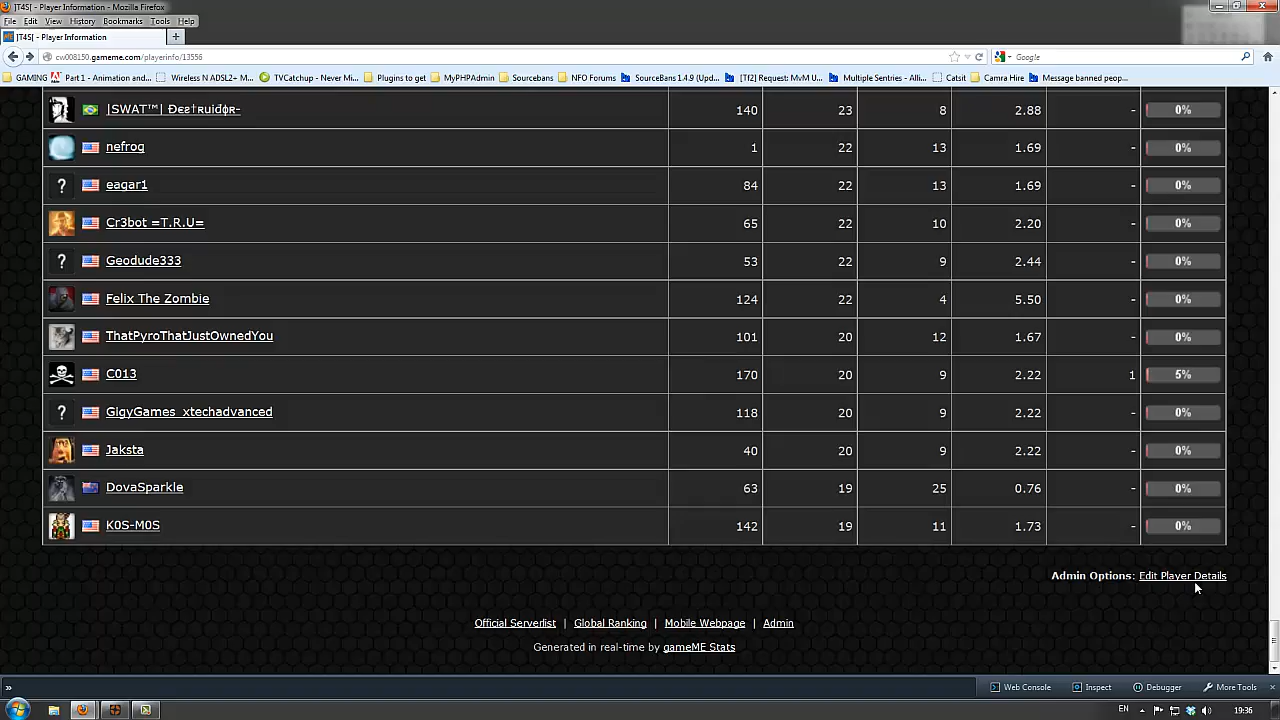 ]T4S[ - Player Information - Mozilla Firefox
File Edit View History Bookmarks Tools Help
]T4S[ - Player Information
cw008150.gameme.com/playerinfo/13556
Google
GAMING Part 1 - Animation and... Wireless N ADSL2+ M... TVCatchup - Never Mi... Plugins to get MyPHPAdmin Sourcebans NFO Forums SourceBans 1.4.9 (Upd... [Tf2] [Request; MvM U... Multiple Sentries - Alli... Catsit Camra Hire Message banned peo...
|SWAT™| Ðєѕ†ʀuiđфʀ- 140 23 8 2.88 - 0%
nefrog 1 22 13 1.69 - 0%
eagar1 84 22 13 1.69 - 0%
Cr3bot =T.R.U= 65 22 10 2.20 - 0%
Geodude333 53 22 9 2.44 - 0%
Felix The Zombie 124 22 4 5.50 - 0%
ThatPyroThatJustOwnedYou 101 20 12 1.67 - 0%
C013 170 20 9 2.22 1 5%
GigyGames_xtechadvanced 118 20 9 2.22 - 0%
Jaksta 40 20 9 2.22 - 0%
DovaSparkle 63 19 25 0.76 - 0%
K0S-M0S 142 19 11 1.73 - 0%
Admin Options: Edit Player Details
Official Serverlist | Global Ranking | Mobile Webpage | Admin
Generated in real-time by gameME Stats
» Web Console Inspect Debugger More Tools ×
EN 19:36